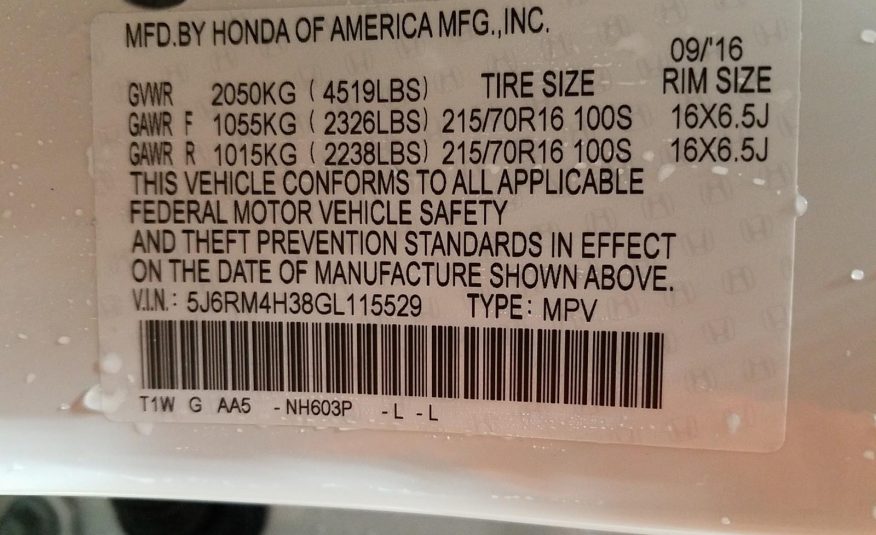 MFD.BY HONDA OF AMERICA MFG.,INC.
09/'16
GVWR 2050KG ( 4519LBS) TIRE SIZE RIM SIZE
GAWR F 1055KG ( 2326LBS) 215/70R16 100S 16X6.5J
GAWR R 1015KG ( 2238LBS) 215/70R16 100S 16X6.5J
THIS VEHICLE CONFORMS TO ALL APPLICABLE
FEDERAL MOTOR VEHICLE SAFETY
AND THEFT PREVENTION STANDARDS IN EFFECT
ON THE DATE OF MANUFACTURE SHOWN ABOVE.
V.I.N.: 5J6RM4H38GL115529 TYPE: MPV
T1W G AA5 -NH603P -L -L